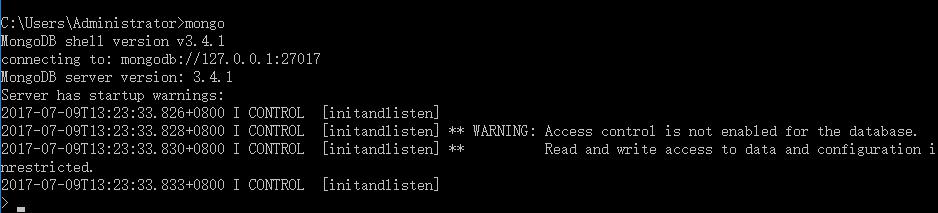 C:\Users\Administrator>mongo
MongoDB shell version v3.4.1
connecting to: mongodb://127.0.0.1:27017
MongoDB server version: 3.4.1
Server has startup warnings:
2017-07-09T13:23:33.826+0800 I CONTROL  [initandlisten]
2017-07-09T13:23:33.828+0800 I CONTROL  [initandlisten] ** WARNING: Access control is not enabled for the database.
2017-07-09T13:23:33.830+0800 I CONTROL  [initandlisten] **          Read and write access to data and configuration i
nrestricted.
2017-07-09T13:23:33.833+0800 I CONTROL  [initandlisten]
>